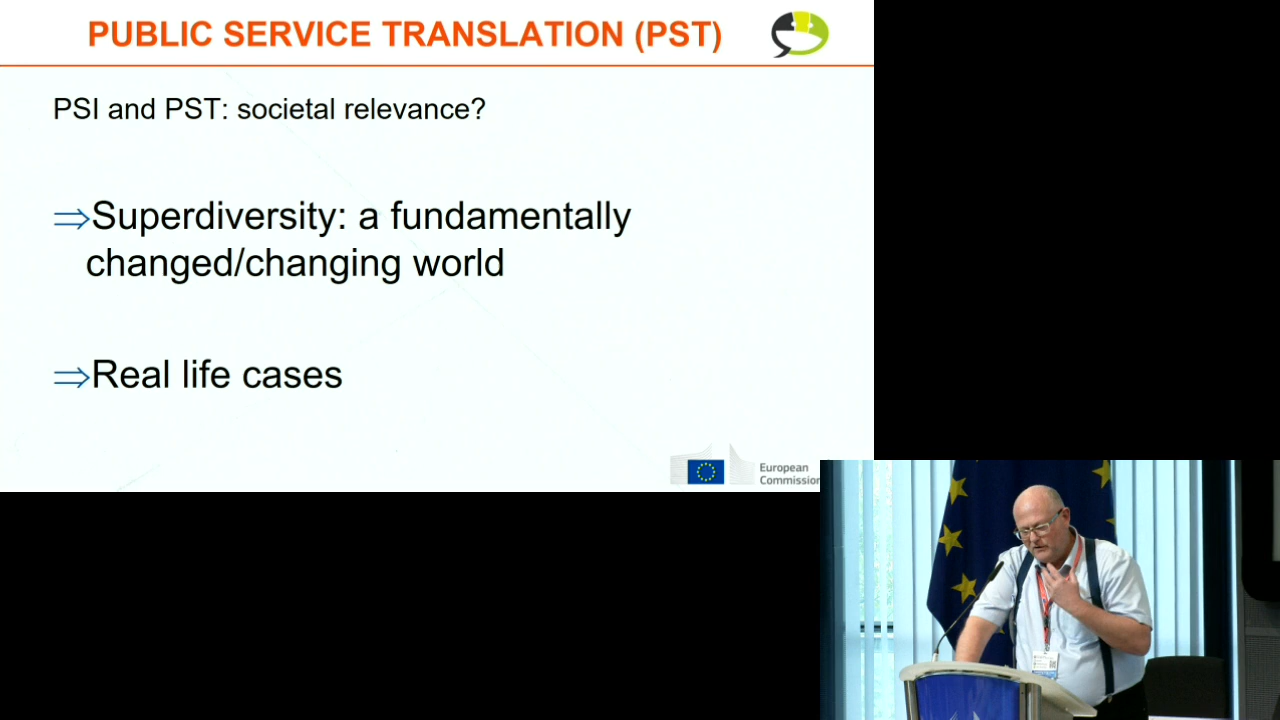 PUBLIC SERVICE TRANSLATION (PST)
PSI and PST: societal relevance?
⇒Superdiversity: a fundamentally
changed/changing world
⇒Real life cases
European
Commission